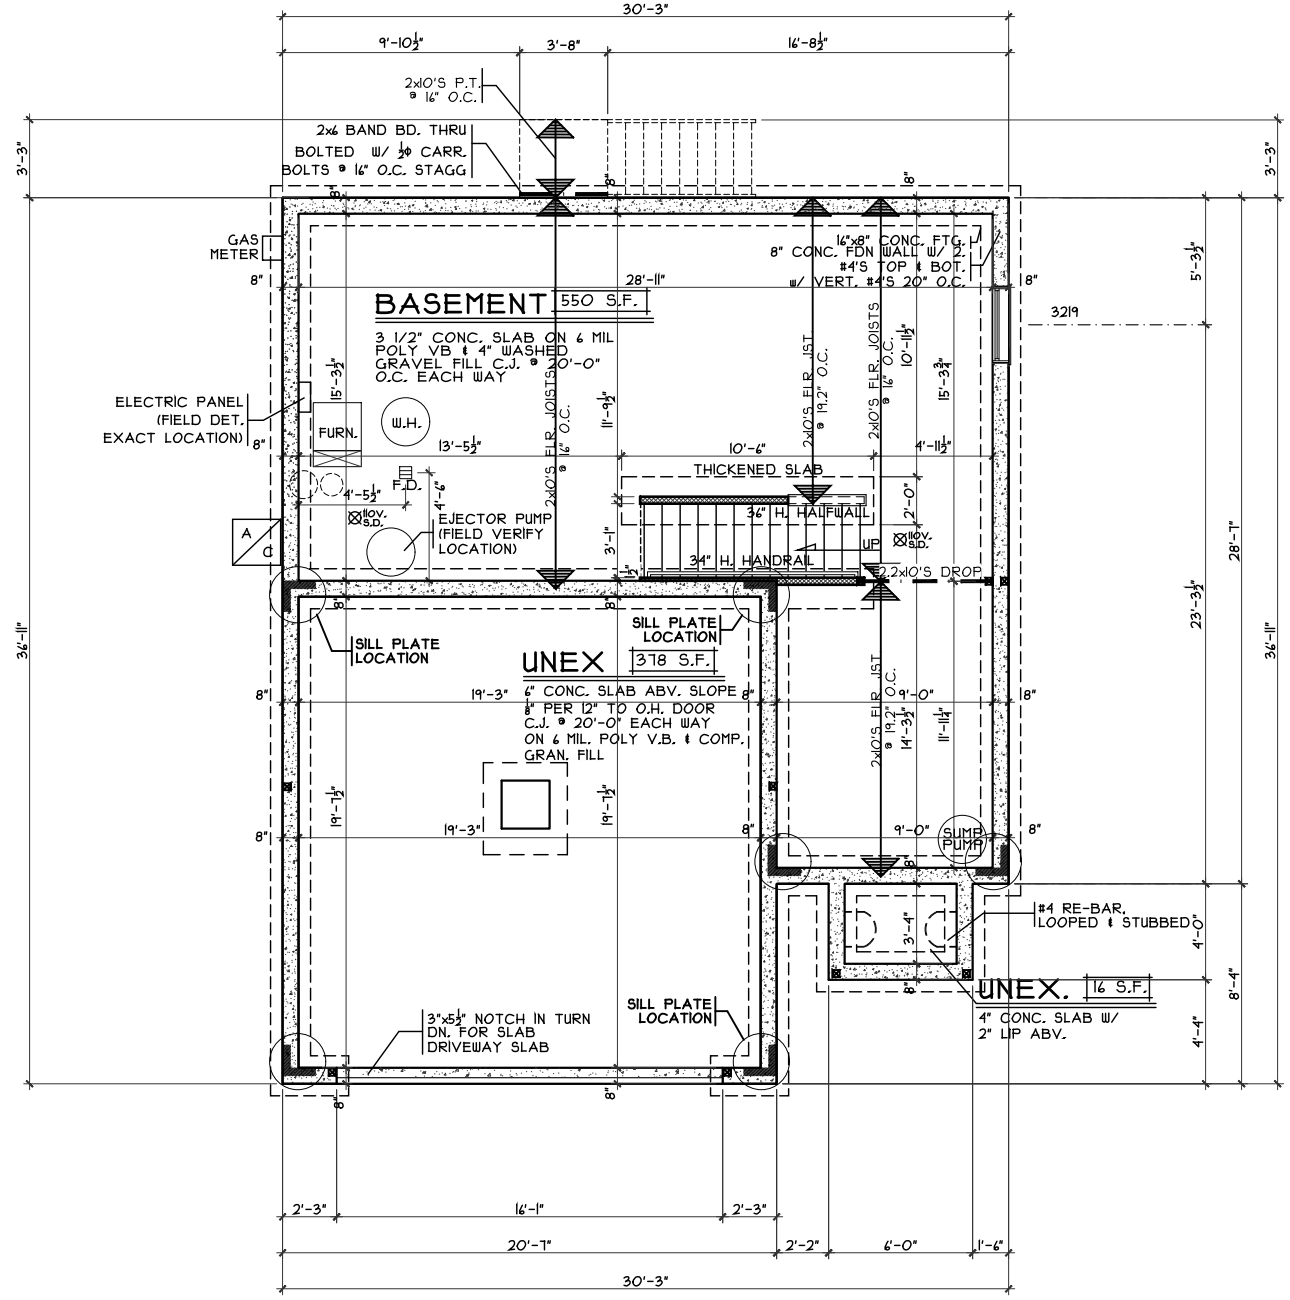 30'-3"
9'-10½"
3'-8"
16'-8½"
2x10'S P.T.
@ 16" O.C.
2x6 BAND BD. THRU
BOLTED W/ ½ϕ CARR.
BOLTS @ 16" O.C. STAGG
3'-3"
3'-3"
8"
8"
8"
GAS
METER
16"x8" CONC. FTG.
8" CONC. FDN WALL W/ 2
#4'S TOP & BOT.
W/ VERT. #4'S 20" O.C.
5'-3½"
8"
28'-11"
8"
BASEMENT
550 S.F.
3219
3 1/2" CONC. SLAB ON 6 MIL
POLY VB & 4" WASHED
GRAVEL FILL C.J. @ 20'-0"
O.C. EACH WAY
15'-3½"
2x10'S FLR. JOISTS
@ 16" O.C.
11'-9½"
2x10'S FLR JST
@ 19.2" O.C.
2x10'S FLR. JOISTS
@ 16" O.C.
10'-11½"
15'-3¾"
ELECTRIC PANEL
(FIELD DET.
EXACT LOCATION)
FURN.
W.H.
8"
13'-5½"
10'-6"
4'-11½"
THICKENED SLAB
F.D.
4'-5½"
4'-6"
2'-0"
110V.
S.D.
EJECTOR PUMP
(FIELD VERIFY
LOCATION)
36" H. HALFWALL
UP
110V.
S.D.
3'-1"
34" H. HANDRAIL
½"
2.2x10'S DROP
A
C
28'-7"
8"
8"
SILL PLATE
LOCATION
SILL PLATE
LOCATION
23'-3½"
36'-11"
36'-11"
UNEX
378 S.F.
6" CONC. SLAB ABV. SLOPE
⅛" PER 12" TO O.H. DOOR
C.J. @ 20'-0" EACH WAY
ON 6 MIL. POLY V.B. & COMP.
GRAN. FILL
8"
19'-3"
8"
9'-0"
8"
2x10'S FLR JST
@ 19.2" O.C.
14'-3½"
11'-11¼"
19'-7½"
19'-7½"
8"
19'-3"
8"
9'-0"
8"
SUMP
PUMP
8"
3'-4"
#4 RE-BAR,
LOOPED & STUBBED
4'-0"
8"
UNEX.
16 S.F.
4" CONC. SLAB W/
2" LIP ABV.
8'-4"
4'-4"
SILL PLATE
LOCATION
3"x5½" NOTCH IN TURN
DN. FOR SLAB
DRIVEWAY SLAB
8"
8"
2'-3"
16'-1"
2'-3"
20'-7"
2'-2"
6'-0"
1'-6"
30'-3"